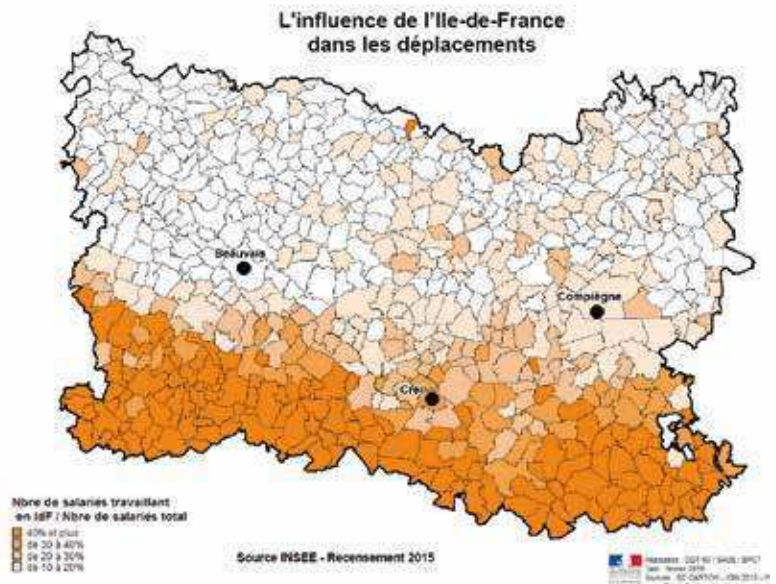 L'influence de l'Ile-de-France
dans les déplacements
Beauvais
Compiègne
Creil
Nbre de salariés travaillant
en IdF / Nbre de salariés total
40% et plus
de 30 à 40%
de 20 à 30%
de 10 à 20%
Source INSEE - Recensement 2015